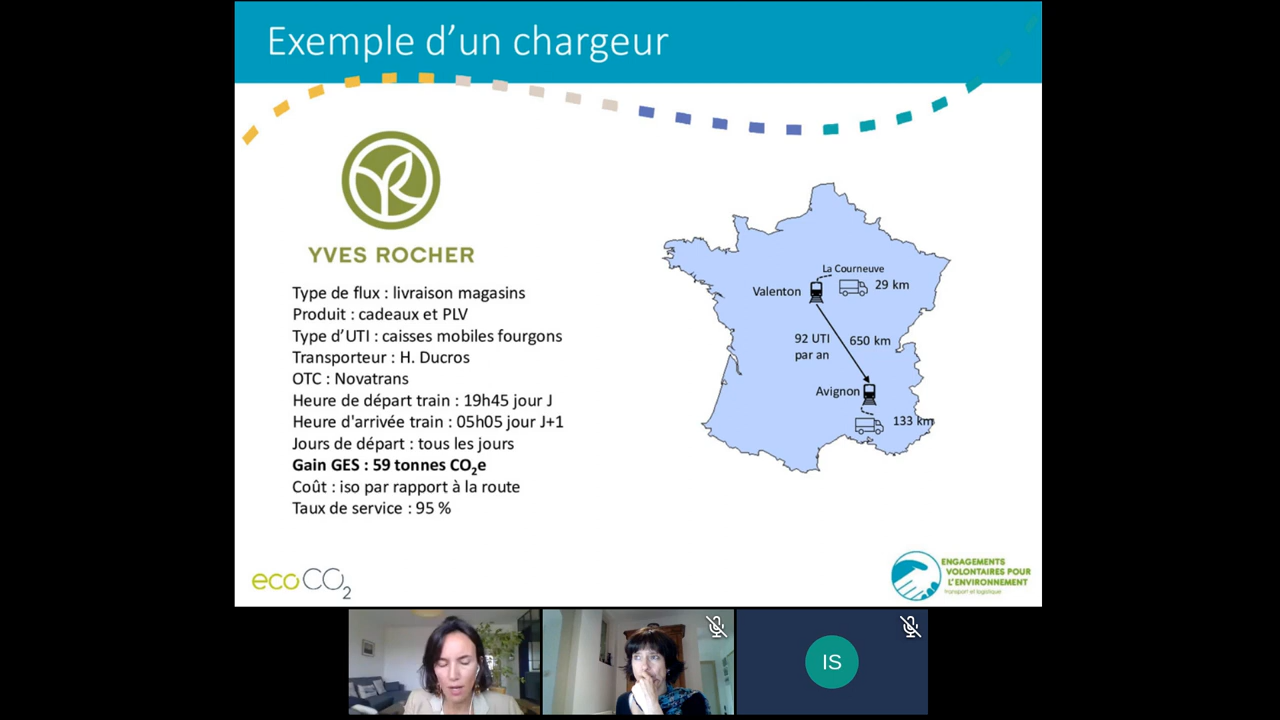 Exemple d’un chargeur
YVES ROCHER
Type de flux : livraison magasins
Produit : cadeaux et PLV
Type d’UTI : caisses mobiles fourgons
Transporteur : H. Ducros
OTC : Novatrans
Heure de départ train : 19h45 jour J
Heure d'arrivée train : 05h05 jour J+1
Jours de départ : tous les jours
Gain GES : 59 tonnes CO2e
Coût : iso par rapport à la route
Taux de service : 95 %
La Courneuve
Valenton
29 km
92 UTI
par an
650 km
Avignon
133 km
ecoCO2
ENGAGEMENTS
VOLONTAIRES POUR
L'ENVIRONNEMENT
transport et logistique
IS